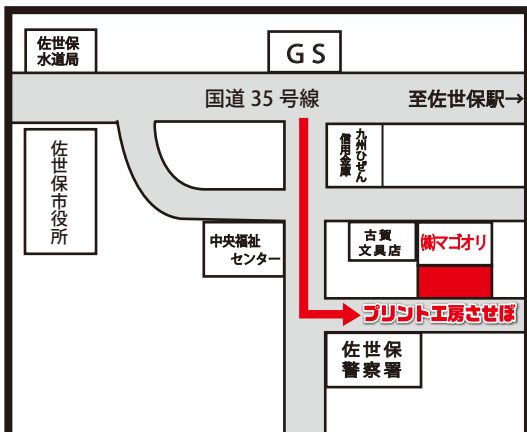 佐世保
水道局
GS
国道35号線
至佐世保駅→
佐世保市役所
九州ひぜん
信用金庫
中央福祉
センター
古賀
文具店
㈱マゴオリ
プリント工房させぼ
佐世保
警察署